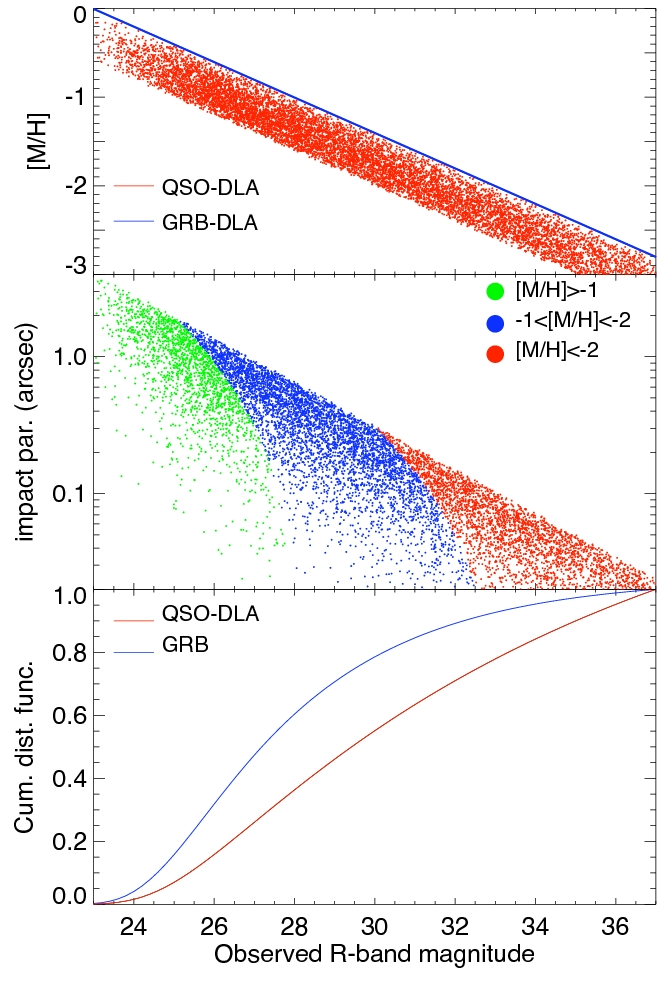 0
-1
-2
-3
[M/H]
QSO-DLA
GRB-DLA
[M/H]>-1
-1<[M/H]<-2
[M/H]<-2
1.0
0.1
impact par. (arcsec)
1.0
0.8
0.6
0.4
0.2
0.0
Cum. dist. func.
QSO-DLA
GRB
24 26 28 30 32 34 36
Observed R-band magnitude